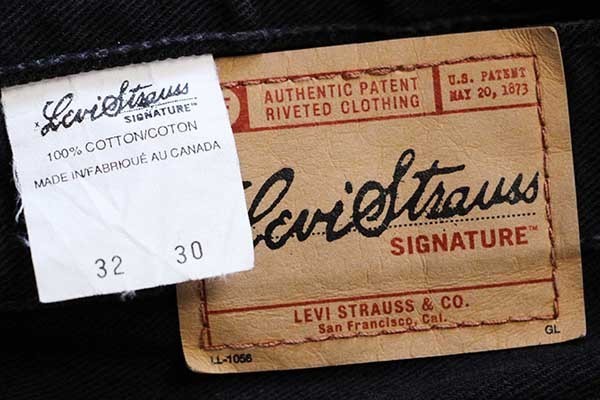 Levi Strauss
SIGNATURE™
100% COTTON/COTON
MADE IN/FABRIQUÉ AU CANADA
32 30
AUTHENTIC PATENT
RIVETED CLOTHING
U.S. PATENT
MAY 20, 1873
Levi Strauss
SIGNATURE™
LEVI STRAUSS & CO.
San Francisco, Cal.
LL-1056
GL